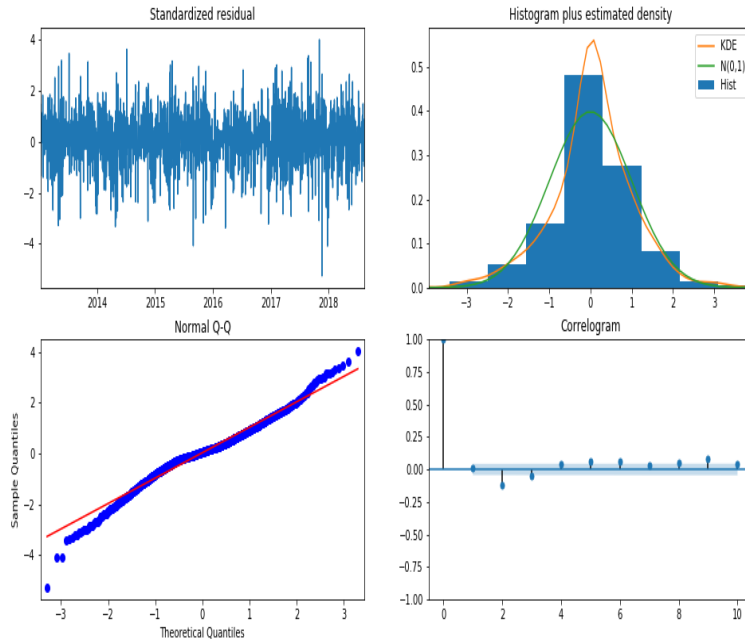 Standardized residual
4
2
0
−2
−4
2014 2015 2016 2017 2018
Histogram plus estimated density
KDE
N(0,1)
Hist
0.5
0.4
0.3
0.2
0.1
0.0
−3 −2 −1 0 1 2 3
Normal Q-Q
Sample Quantiles
4
2
0
−2
−4
−3 −2 −1 0 1 2 3
Theoretical Quantiles
Correlogram
1.00
0.75
0.50
0.25
0.00
−0.25
−0.50
−0.75
−1.00
0 2 4 6 8 10